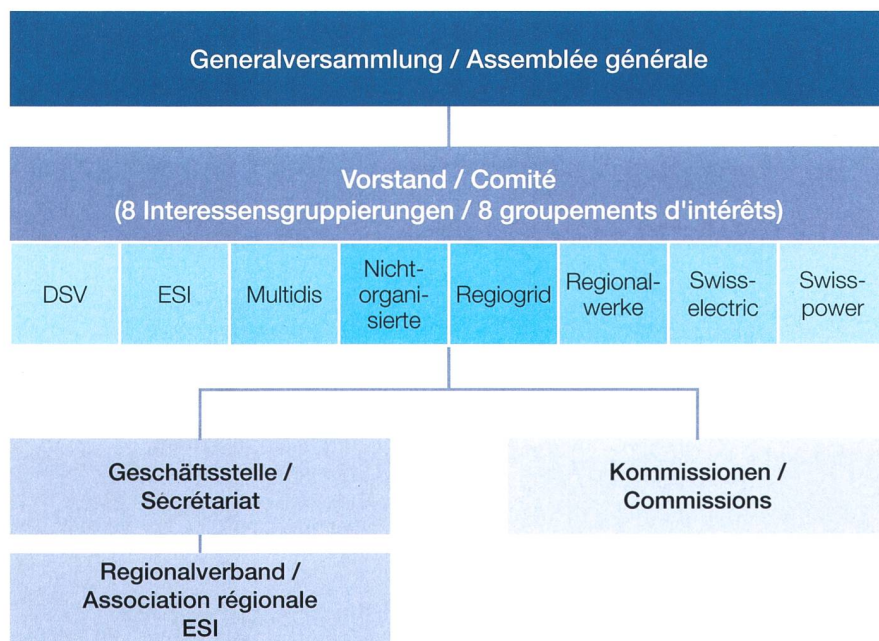 Generalversammlung / Assemblée générale
Vorstand / Comité
(8 Interessensgruppierungen / 8 groupements d'intérêts)
DSV
ESI
Multidis
Nicht-
organi-
sierte
Regiogrid
Regional-
werke
Swiss-
electric
Swiss-
power
Geschäftsstelle /
Secrétariat
Kommissionen /
Commissions
Regionalverband /
Association régionale
ESI